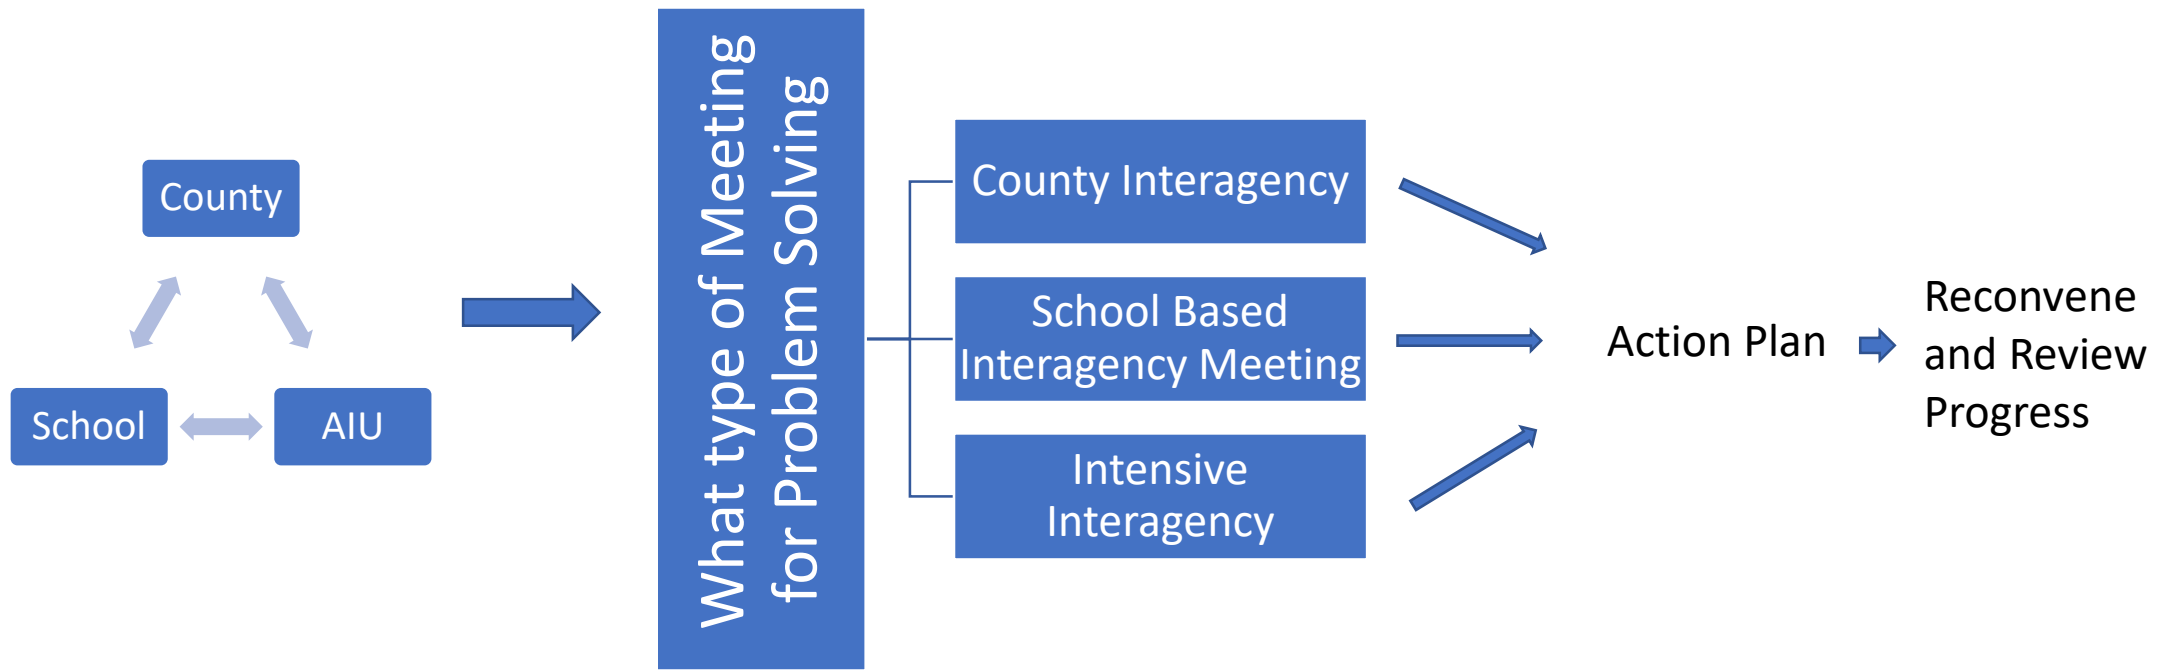 County
School
AIU
What type of Meeting
for Problem Solving
County Interagency
School Based
Interagency Meeting
Intensive
Interagency
Action Plan
Reconvene
and Review
Progress